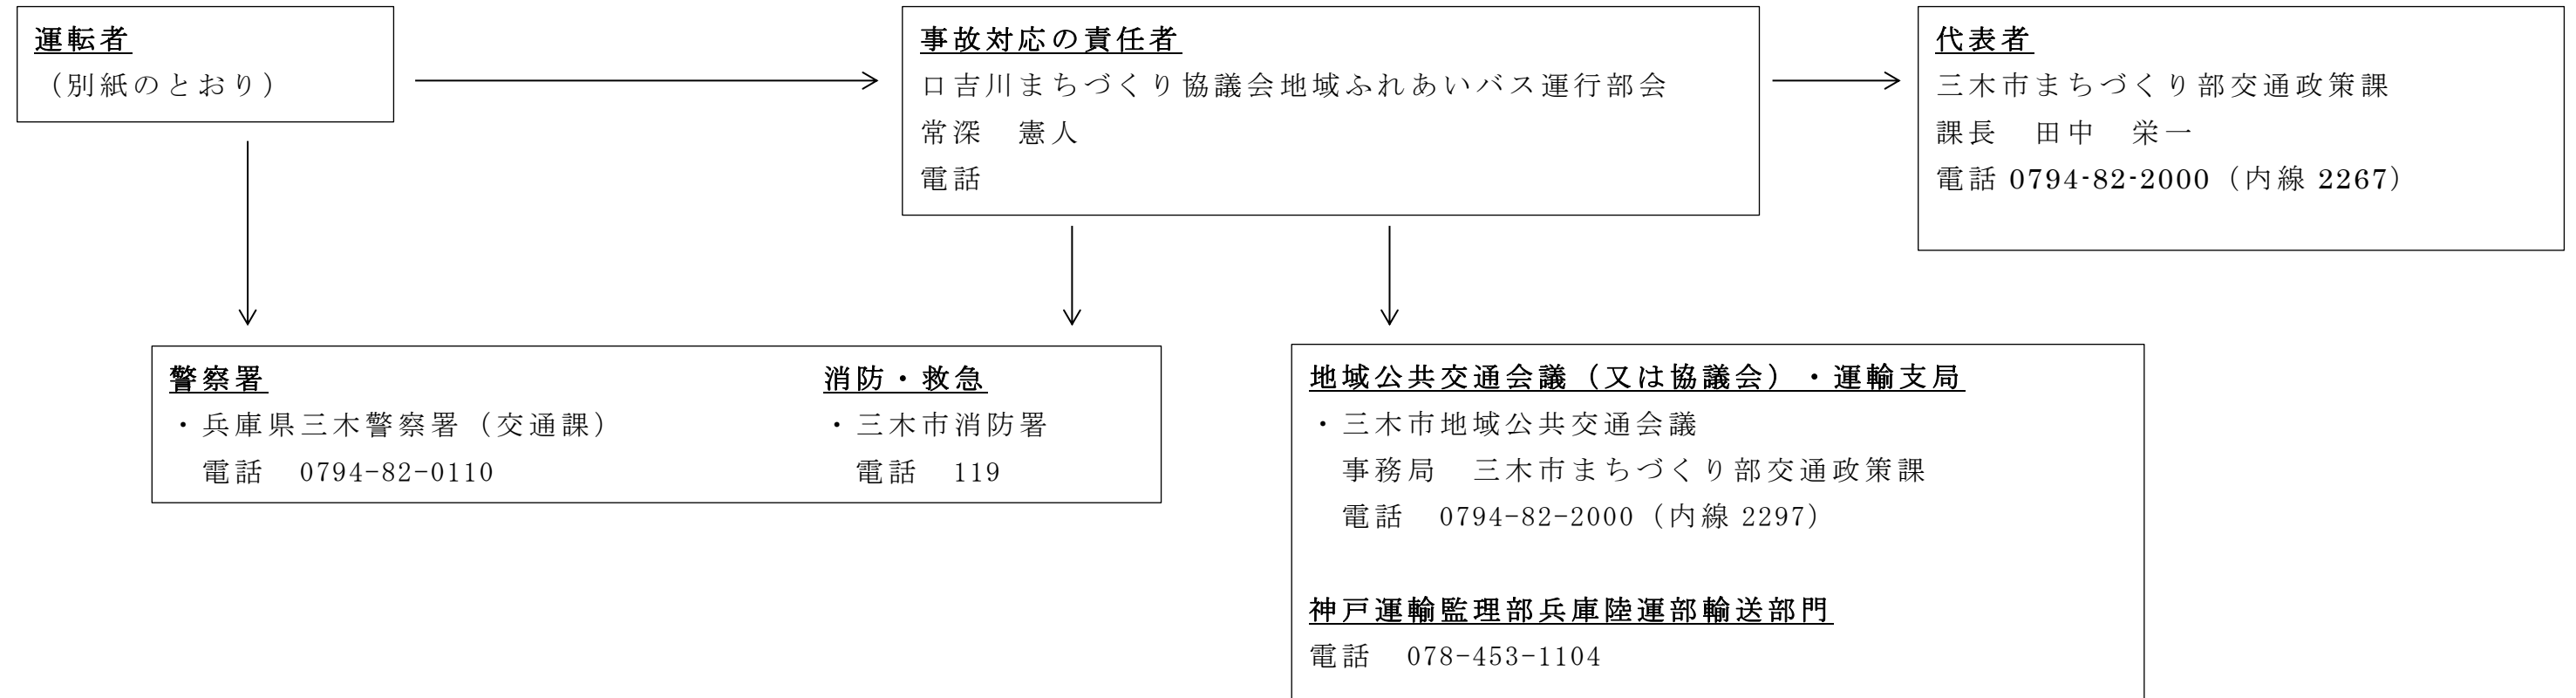 運転者
（別紙のとおり）
事故対応の責任者
口吉川まちづくり協議会地域ふれあいバス運行部会
常深　憲人
電話
代表者
三木市まちづくり部交通政策課
課長　田中　栄一
電話 0794-82-2000（内線 2267）
警察署
・兵庫県三木警察署（交通課）
電話　0794-82-0110
消防・救急
・三木市消防署
電話　119
地域公共交通会議（又は協議会）・運輸支局
・三木市地域公共交通会議
事務局　三木市まちづくり部交通政策課
電話　0794-82-2000（内線 2297）
神戸運輸監理部兵庫陸運部輸送部門
電話　078-453-1104